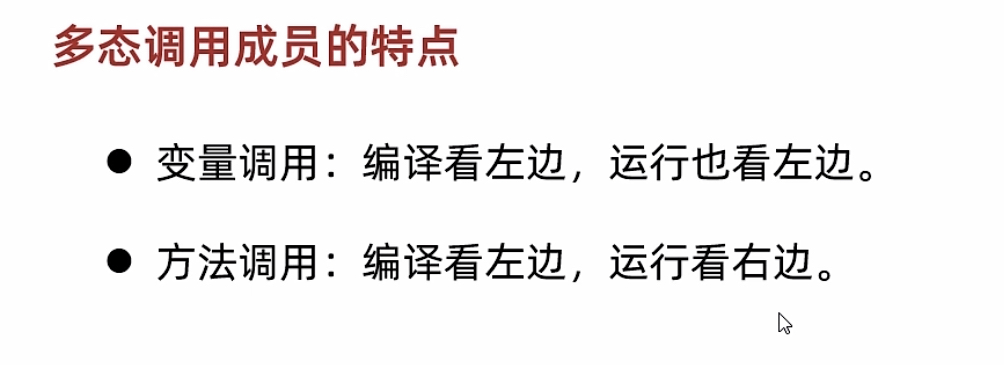 多态调用成员的特点
● 变量调用：编译看左边，运行也看左边。
● 方法调用：编译看左边，运行看右边。